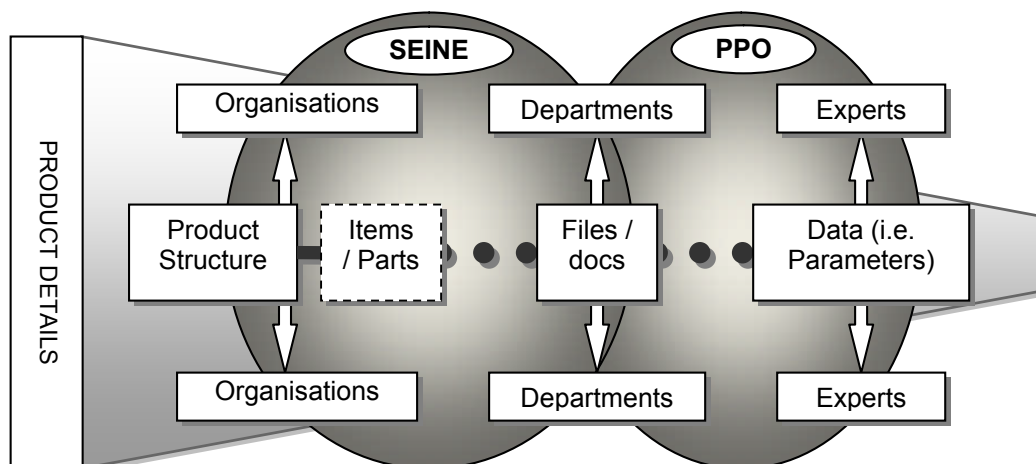 SEINE
PPO
Organisations
Departments
Experts
PRODUCT DETAILS
Product
Structure
Items
/ Parts
Files /
docs
Data (i.e.
Parameters)
Organisations
Departments
Experts